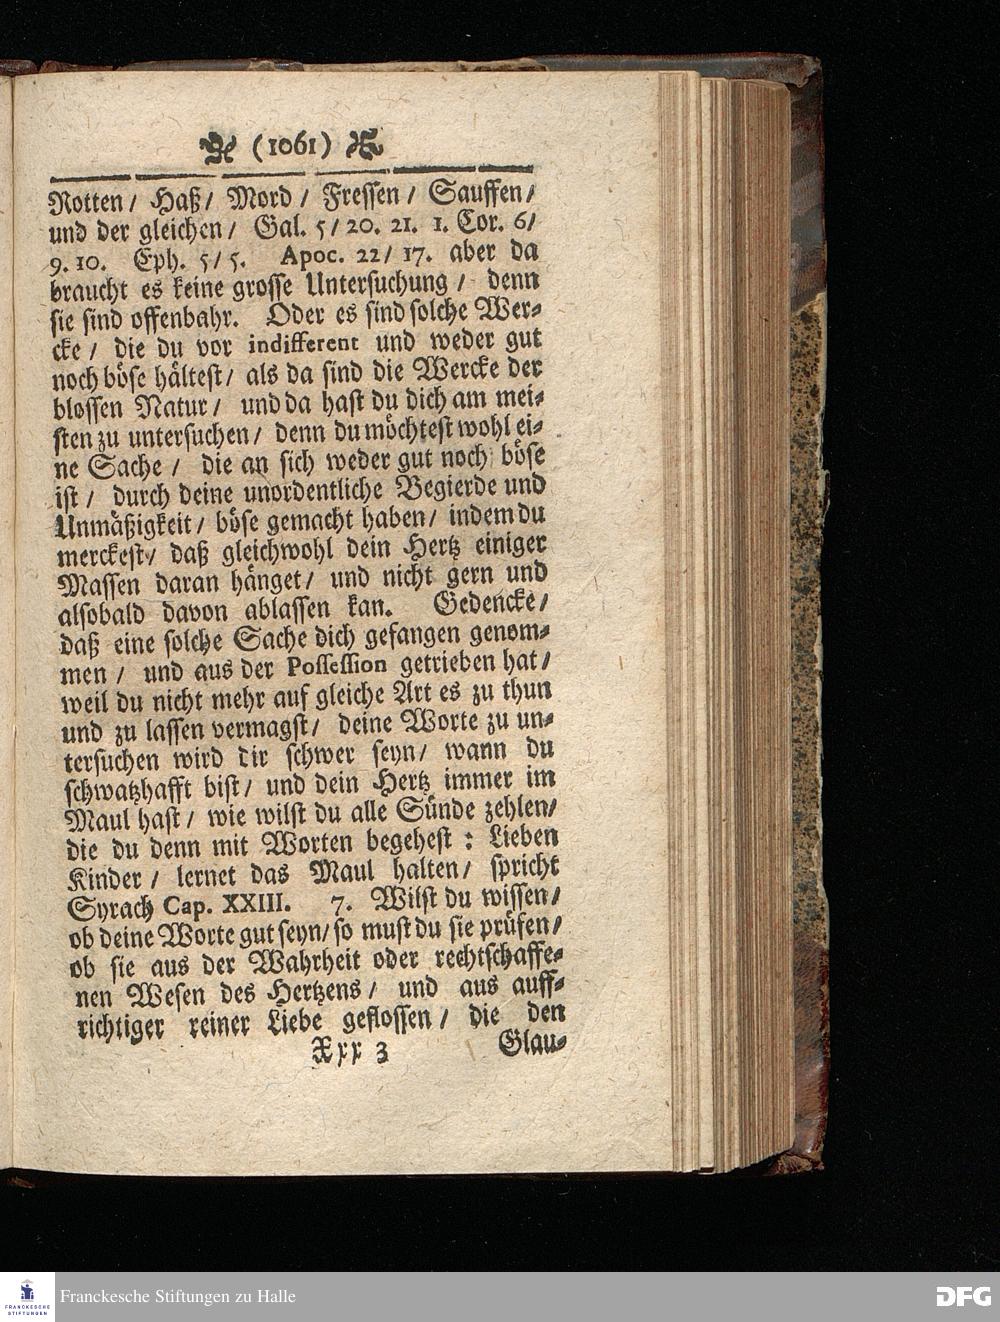 (1061)
Rotten / Haß / Mord / Fressen / Sauffen /
und der gleichen / Gal. 5 / 20. 21. 1. Cor. 6 /
9. 10. Eph. 5 / 5. Apoc. 22 / 17. aber da
braucht es keine grosse Untersuchung / denn
sie sind offenbahr. Oder es sind solche Wer-
cke / die du vor indifferent und weder gut
noch böse hältest / als da sind die Wercke der
blossen Natur / und da hast du dich am mei-
sten zu untersuchen / denn du möchtest wohl ei-
ne Sache / die an sich weder gut noch böse
ist / durch deine unordentliche Begierde und
Unmäßigkeit / böse gemacht haben / indem du
merckest / daß gleichwohl dein Hertz einiger
Massen daran hänget / und nicht gern und
alsobald davon ablassen kan. Gedencke /
daß eine solche Sache dich gefangen genom-
men / und aus der Possession getrieben hat /
weil du nicht mehr auf gleiche Art es zu thun
und zu lassen vermagst / deine Worte zu un-
tersuchen wird dir schwer seyn / wann du
schwatzhafft bist / und dein Hertz immer im
Maul hast / wie wilst du alle Sünde zehlen /
die du denn mit Worten begehest : Lieben
Kinder / lernet das Maul halten / spricht
Syrach Cap. XXIII. 7. Wilst du wissen /
ob deine Worte gut seyn / so must du sie prüfen /
ob sie aus der Wahrheit oder rechtschaffe-
nen Wesen des Hertzens / und aus auff-
richtiger reiner Liebe geflossen / die den
Xxx 3 Glau-
FRANCKESCHE
STIFTUNGEN
Franckesche Stiftungen zu Halle
DFG